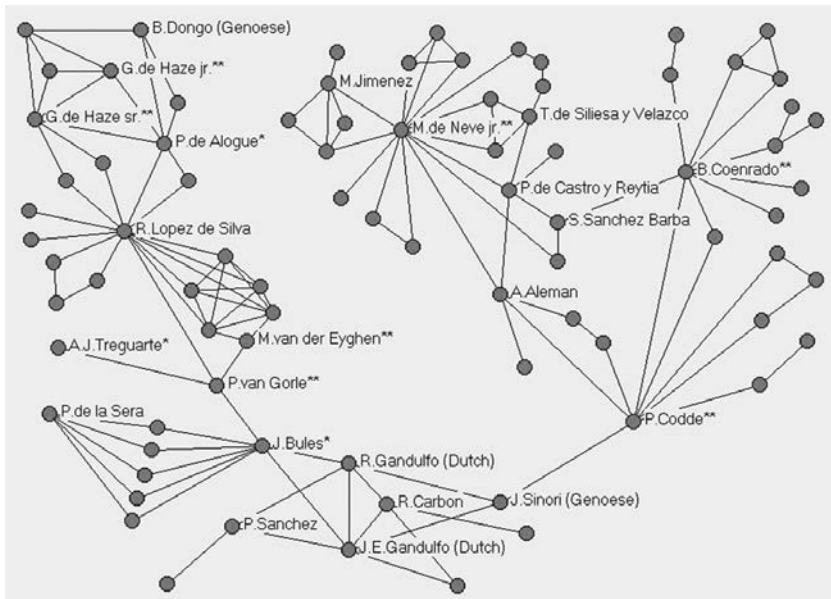 B.Dongo (Genoese)
G.de Haze jr.**
G.de Haze sr.**
P.de Alogue*
R.Lopez de Silva
M.van der Eyghen**
A.J.Treguarte*
P.van Gorle**
P.de la Sera
J.Bules*
R.Gandulfo (Dutch)
R.Carbon
P.Sanchez
J.E.Gandulfo (Dutch)
J.Sinori (Genoese)
M.Jimenez
M.de Neve jr.**
T.de Siliesa y Velazco
P.de Castro y Reytia
S.Sanchez Barba
A.Aleman
B.Coenrado**
P.Codde**